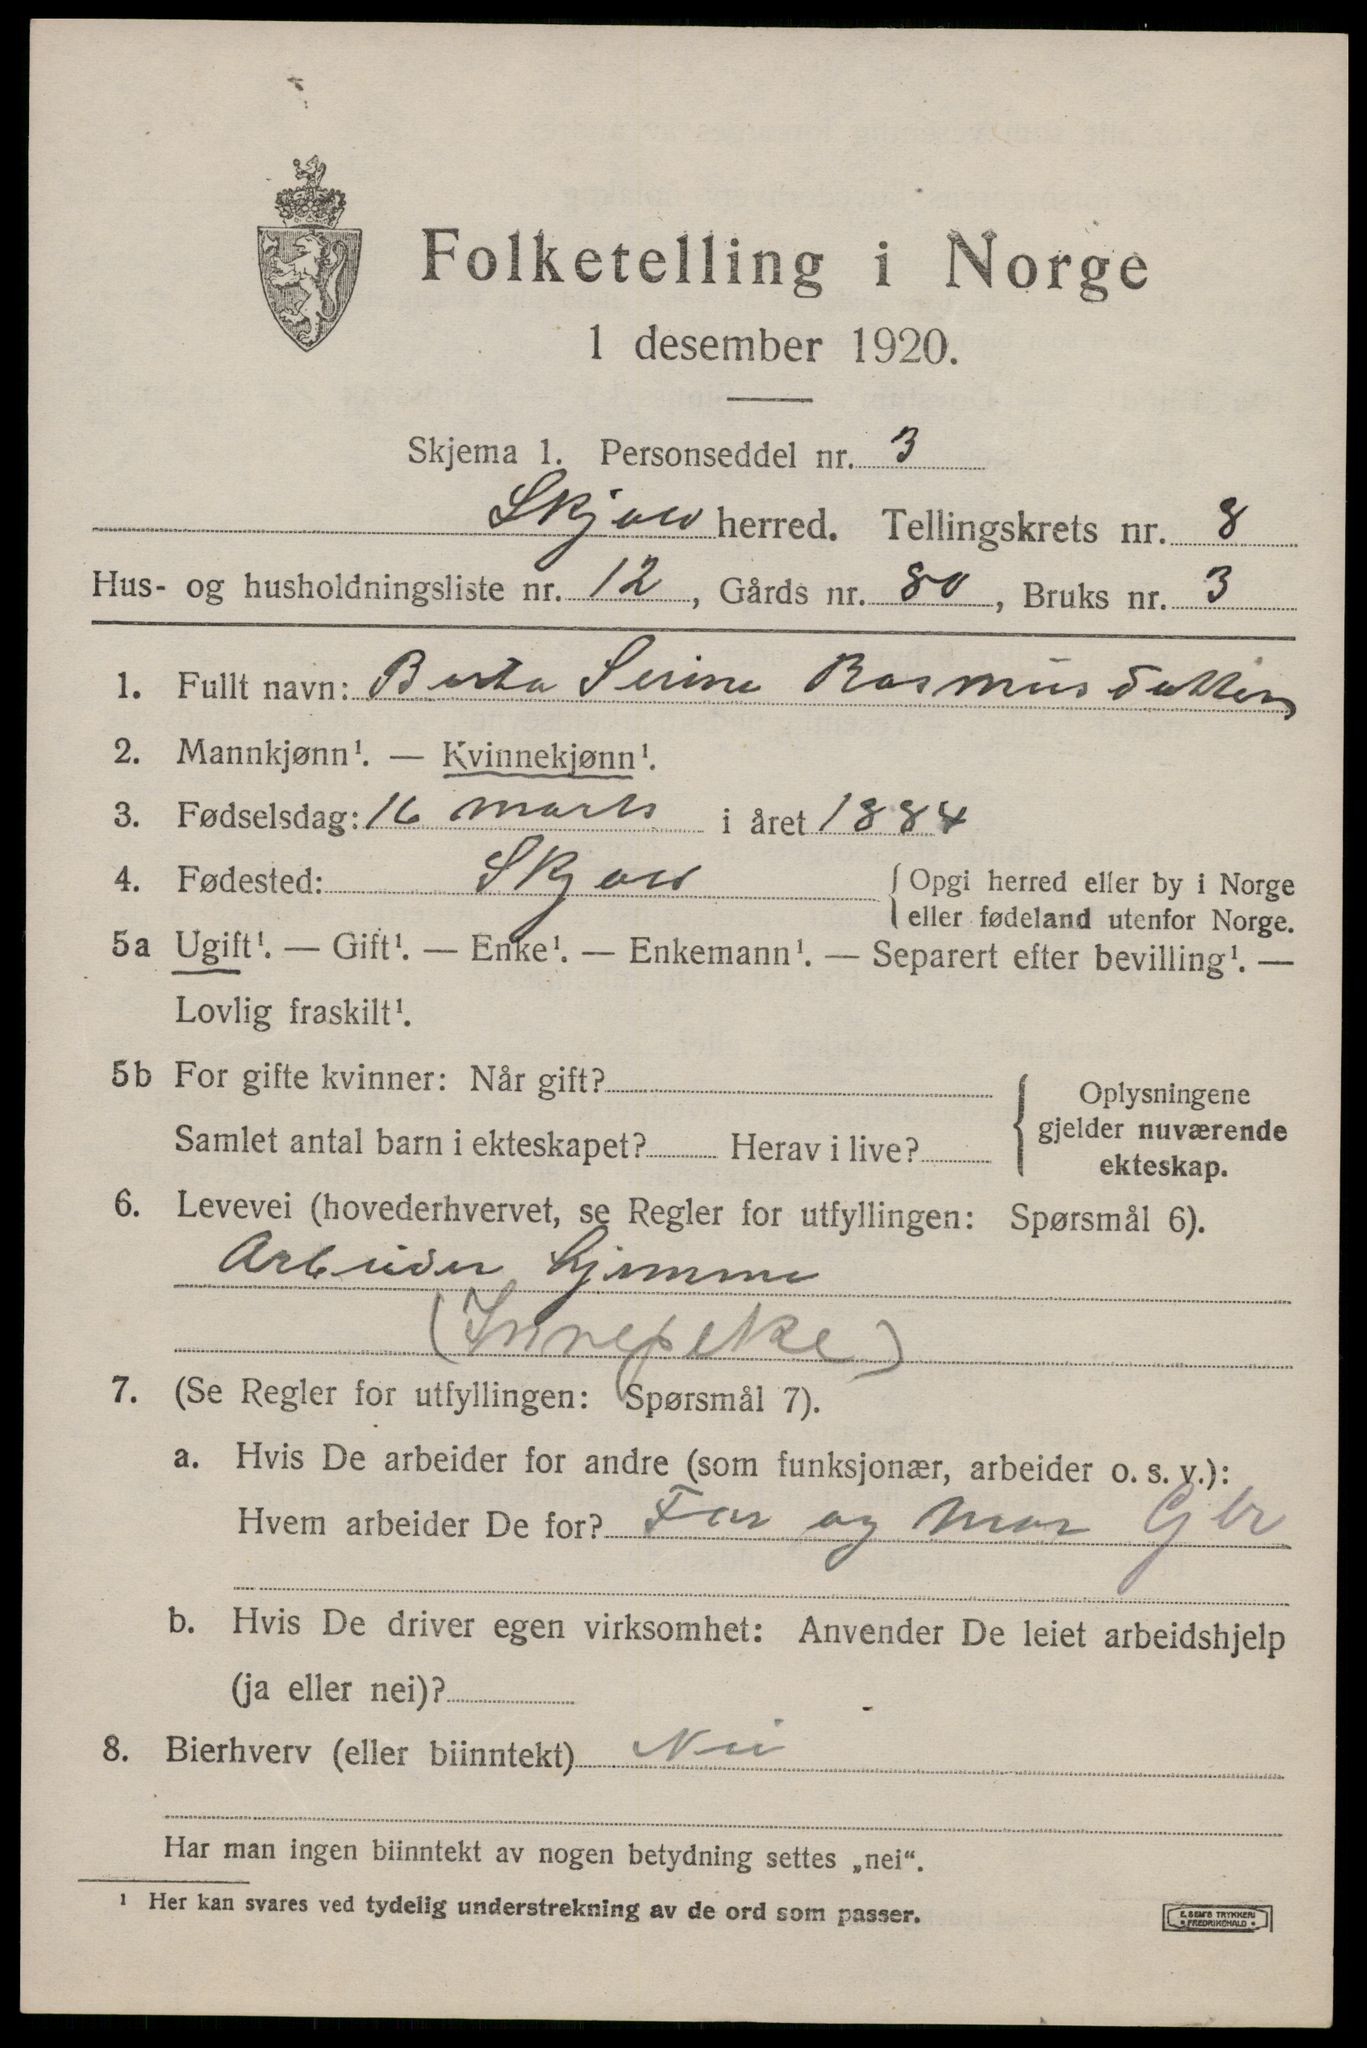 Folketelling i Norge
1 desember 1920.
Skjema 1. Personseddel nr. 3
Skjold herred. Tellingskrets nr. 8
Hus- og husholdningsliste nr. 12, Gårds nr. 80, Bruks nr. 3
1. Fullt navn: Berta Serine Rasmusdatter
2. Mannkjønn¹. — Kvinnekjønn¹.
3. Fødselsdag: 16 marts i året 1884
4. Fødested: Skjold { Opgi herred eller by i Norge
eller fødeland utenfor Norge.
5a Ugift¹. — Gift¹. — Enke¹. — Enkemann¹. — Separert efter bevilling¹. —
Lovlig fraskilt¹.
5b For gifte kvinner: Når gift?
Samlet antal barn i ekteskapet? Herav i live?
{ Oplysningene
gjelder nuværende
ekteskap.
6. Levevei (hovederhvervet, se Regler for utfyllingen: Spørsmål 6).
Arbeider hjemme
(Innepike)
7. (Se Regler for utfyllingen: Spørsmål 7).
a. Hvis De arbeider for andre (som funksjonær, arbeider o. s. v.):
Hvem arbeider De for? Far og Mor Gbr
b. Hvis De driver egen virksomhet: Anvender De leiet arbeidshjelp
(ja eller nei)?
8. Bierhverv (eller biinntekt) Nei
Har man ingen biinntekt av nogen betydning settes „nei“.
¹ Her kan svares ved tydelig understrekning av de ord som passer.
E. SEM'S TRYKKERI
• FREDRIKSHALD •